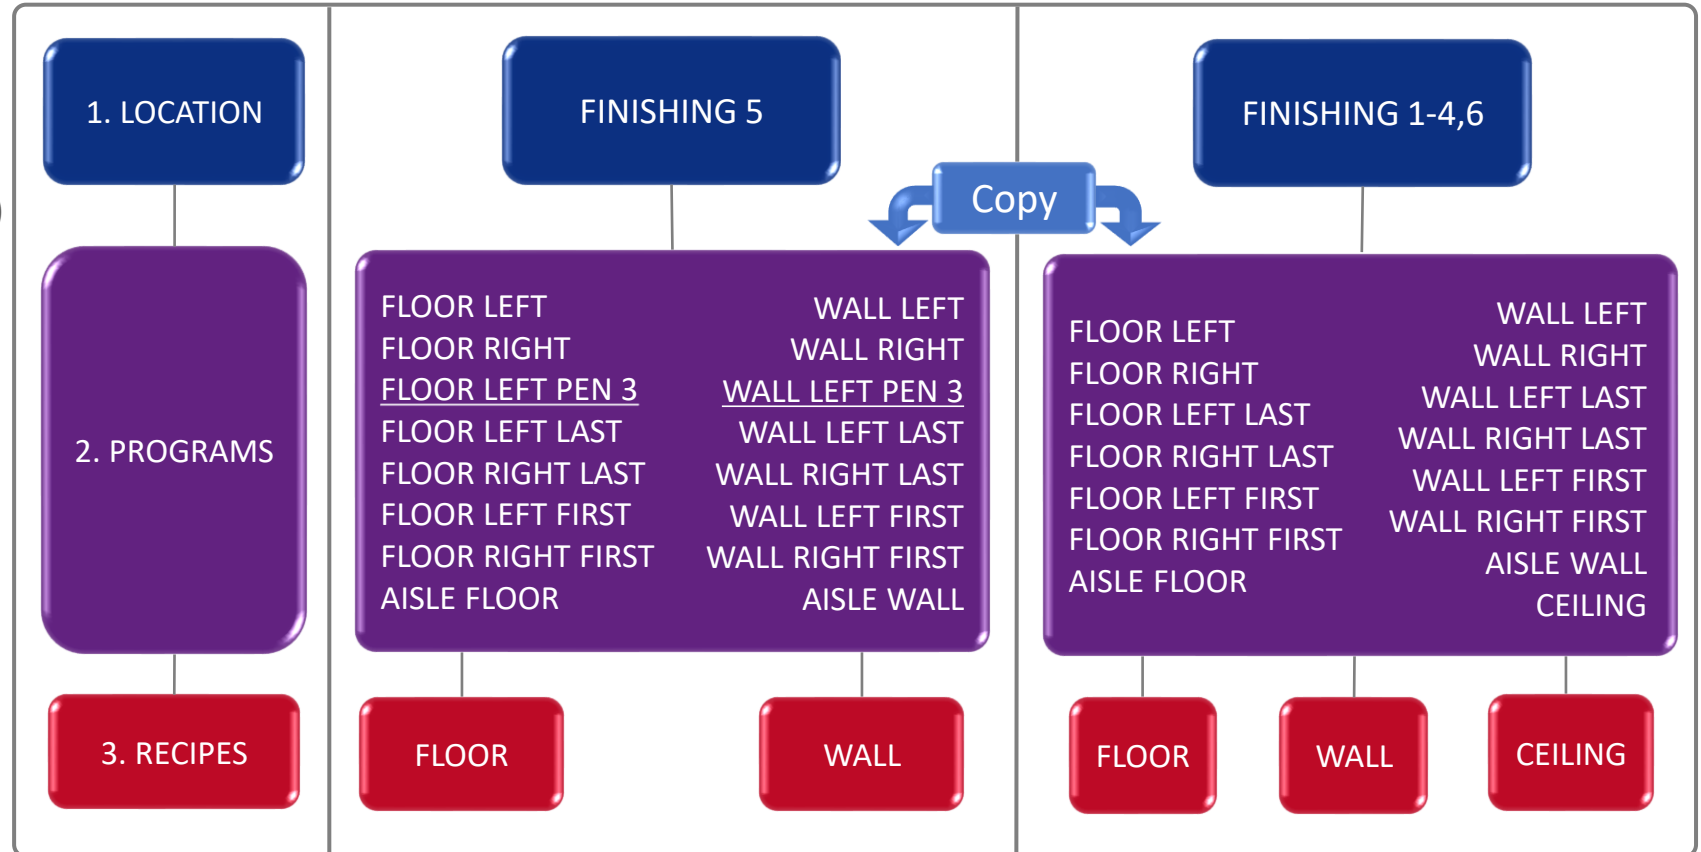 1. LOCATION
FINISHING 5
FINISHING 1-4,6
Copy
2. PROGRAMS
FLOOR LEFT
FLOOR RIGHT
FLOOR LEFT PEN 3
FLOOR LEFT LAST
FLOOR RIGHT LAST
FLOOR LEFT FIRST
FLOOR RIGHT FIRST
AISLE FLOOR
WALL LEFT
WALL RIGHT
WALL LEFT PEN 3
WALL LEFT LAST
WALL RIGHT LAST
WALL LEFT FIRST
WALL RIGHT FIRST
AISLE WALL
FLOOR LEFT
FLOOR RIGHT
FLOOR LEFT LAST
FLOOR RIGHT LAST
FLOOR LEFT FIRST
FLOOR RIGHT FIRST
AISLE FLOOR
WALL LEFT
WALL RIGHT
WALL LEFT LAST
WALL RIGHT LAST
WALL LEFT FIRST
WALL RIGHT FIRST
AISLE WALL
CEILING
3. RECIPES
FLOOR
WALL
FLOOR
WALL
CEILING